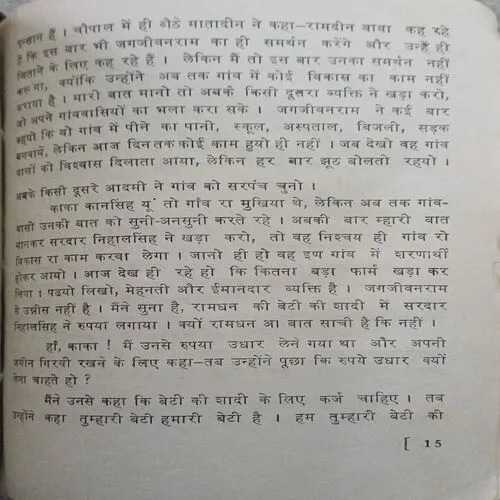 इन्सान हैं । चौपाल में ही बैठे मातादीन ने कहा—रामदीन बाबा कह रहे
हैं कि इस बार भी जगजीवनराम का ही समर्थन करेंगे और उन्हें ही
जिताने के लिए कह रहे हैं । लेकिन मैं तो इस बार उनका समर्थन नहीं
करूंगा, क्योंकि उन्होंने अब तक गांव में कोई विकास का काम नहीं
कराया है । मारी बात मानो तो अबकै किसी दूसरा व्यक्ति ने खड़ा करो,
जो अपने गांववासियों का भला करा सके । जगजीवनराम ने कई बार
कहयो कि वो गांव में पीने का पानी, स्कूल, अस्पताल, बिजली, सड़क
बनवायें, लेकिन आज दिन तक कोई काम हुयो ही नहीं । जब देखो वह गांव
वालों को विश्वास दिलाता आया, लेकिन हर बार झूठ बोलतो रहयो ।
अबके किसी दूसरे आदमी ने गांव को सरपंच चुनो ।
काका कानसिंह यूं तो गांव रा मुखिया थे, लेकिन अब तक गांव-
वासी उनकी बात को सुनी-अनसुनी करते रहे । अबकी बार म्हारी बात
मानकर सरदार निहालसिंह ने खड़ा करो, तो वह निश्चय ही गांव रो
विकास रा काम करवा लेगा । जानो ही हो वह इण गांव में शरणार्थी
होकर आयो । आज देख ही रहे हो कि कितना बड़ा फार्म खड़ा कर
लिया । पढयो लिखो, मेहनती और ईमानदार व्यक्ति है । जगजीवनराम
से उन्नीस नहीं है । मैंने सुना है, रामधन की बेटी की शादी में सरदार
निहालसिंह ने रुपया लगाया । क्यों रामधन आ बात साची है कि नहीं ।
हां, काका ! मैं उनसे रुपया उधार लेने गया था और अपनी
जमीन गिरवी रखने के लिए कहा—तब उन्होंने पूछा कि रुपये उधार क्यों
लेना चाहते हो ?
मैंने उनसे कहा कि बेटी की शादी के लिए कर्ज चाहिए । तब
उन्होंने कहा तुम्हारी बेटी हमारी बेटी है । हम तुम्हारी बेटी की
[ 15